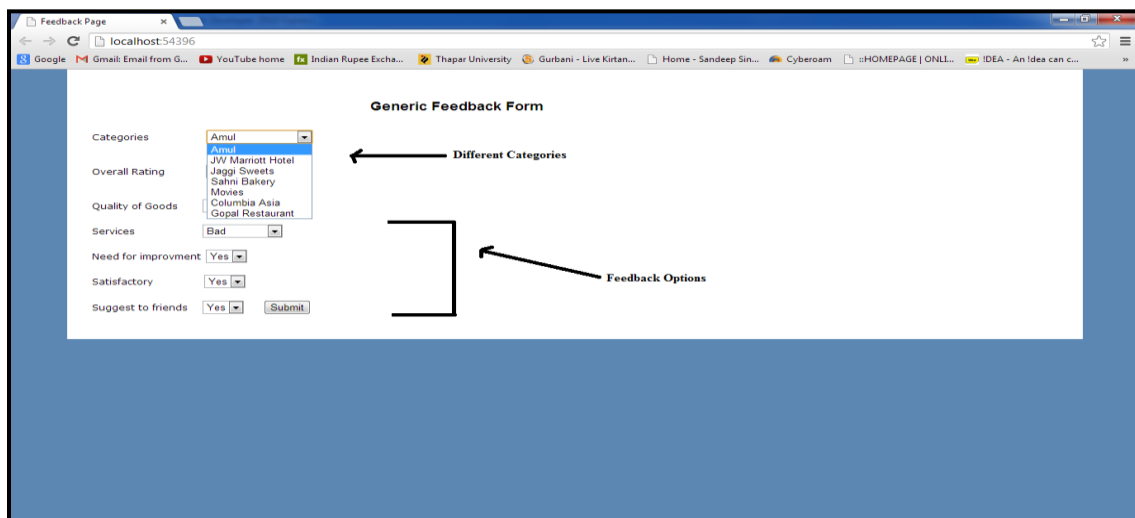 Feedback Page
localhost:54396
Google Gmail: Email from G... YouTube home Indian Rupee Excha... Thapar University Gurbani - Live Kirtan... Home - Sandeep Sin... Cyberoam ::HOMEPAGE | ONLI... !DEA - An !dea can c... »
Generic Feedback Form
Categories Amul
Amul
JW Marriott Hotel
Jaggi Sweets
Sahni Bakery
Movies
Columbia Asia
Gopal Restaurant
Different Categories
Overall Rating
Quality of Goods
Services Bad
Need for improvment Yes
Satisfactory Yes
Suggest to friends Yes Submit
Feedback Options